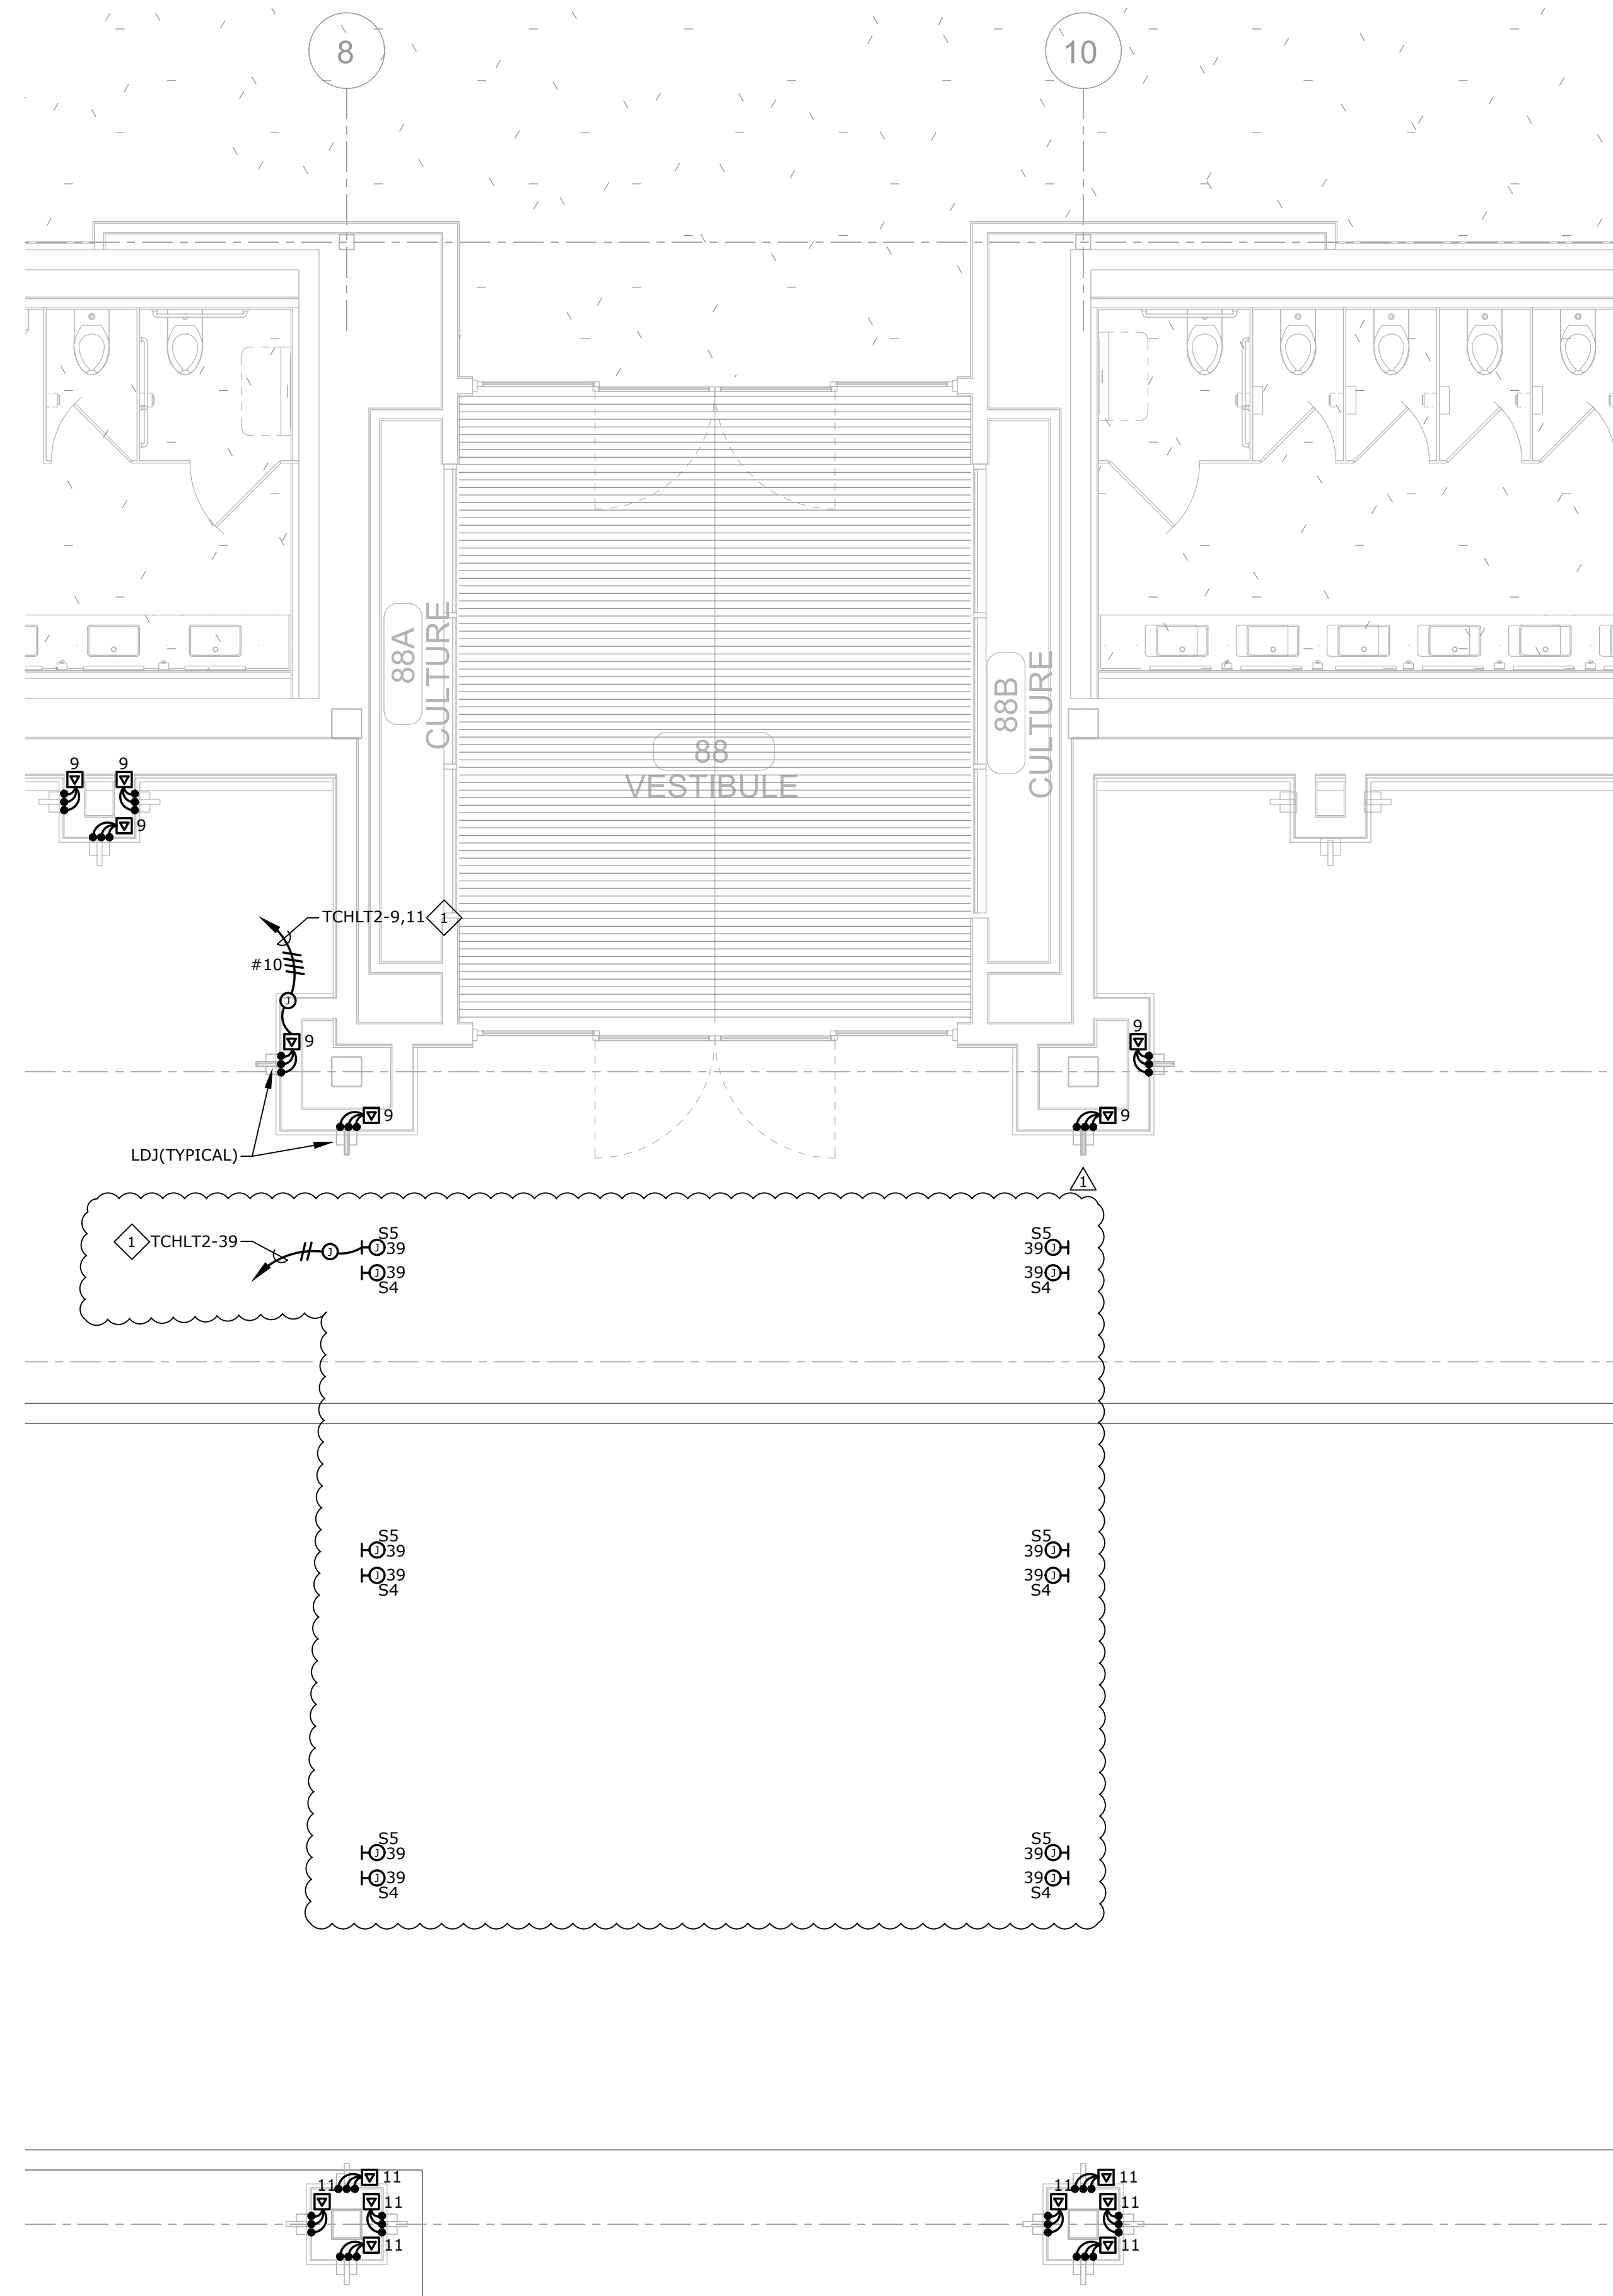 8
10
88A
CULTURE
88
VESTIBULE
88B
CULTURE
9
9
9
TCHLT2-9,11
1
#10
J
9
9
9
9
LDJ(TYPICAL)
1
1
TCHLT2-39
J
S5
J 39
J 39
S4
S5
39 J
39 J
S4
S5
J 39
J 39
S4
S5
39 J
39 J
S4
S5
J 39
J 39
S4
S5
39 J
39 J
S4
11
11
11
11
11
11
11
11